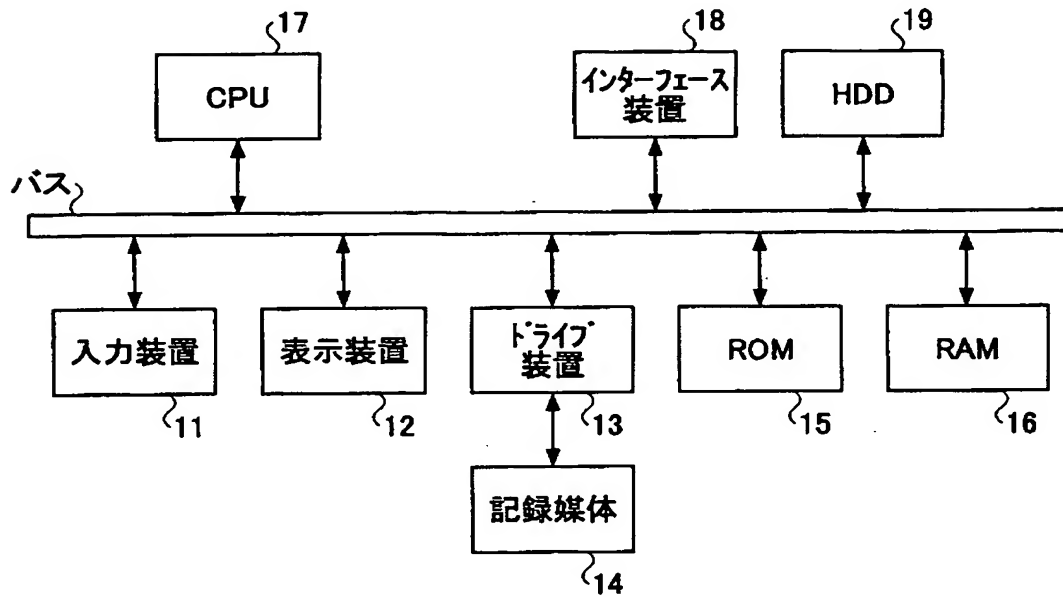 17
CPU
18
インターフェース
装置
19
HDD
バス
入力装置
11
表示装置
12
ドライブ
装置
13
ROM
15
RAM
16
記録媒体
14